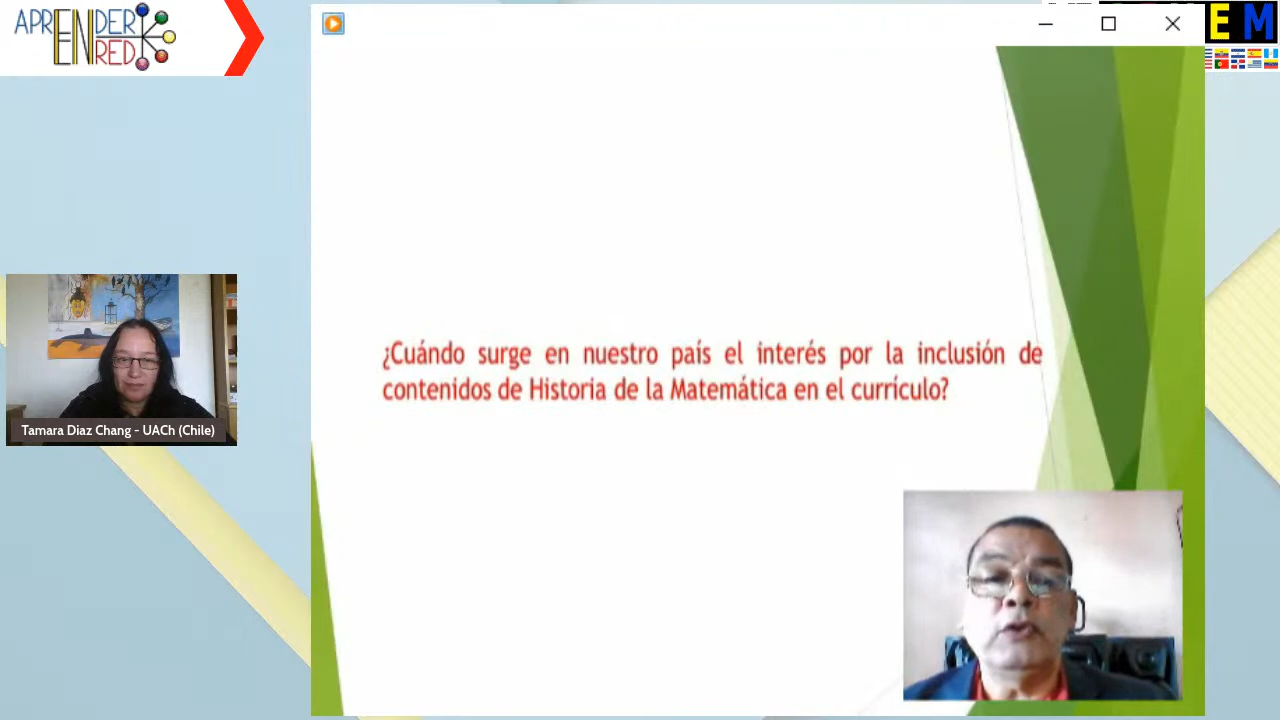 APRENDER
EN RED
E M
¿Cuándo surge en nuestro país el interés por la inclusión de
contenidos de Historia de la Matemática en el currículo?
Tamara Diaz Chang - UACh (Chile)